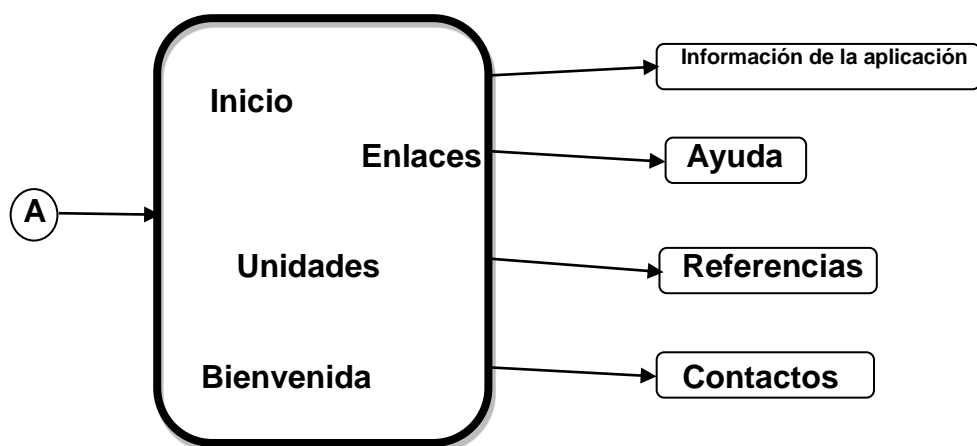 Información de la aplicación
Inicio
Enlaces
Ayuda
A
Unidades
Referencias
Bienvenida
Contactos